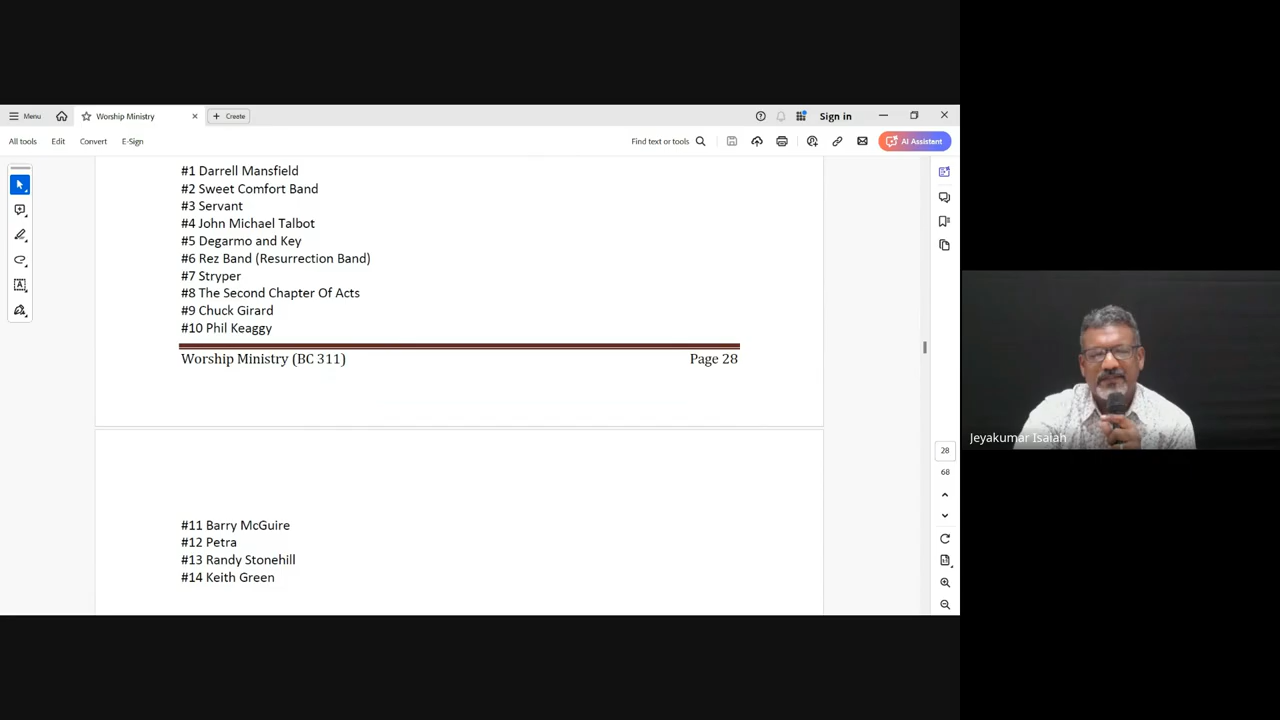 Menu
Worship Ministry
Create
Sign in
All tools
Edit
Convert
E-Sign
Find text or tools
AI Assistant
#1 Darrell Mansfield
#2 Sweet Comfort Band
#3 Servant
#4 John Michael Talbot
#5 Degarmo and Key
#6 Rez Band (Resurrection Band)
#7 Stryper
#8 The Second Chapter Of Acts
#9 Chuck Girard
#10 Phil Keaggy
Worship Ministry (BC 311)
Page 28
#11 Barry McGuire
#12 Petra
#13 Randy Stonehill
#14 Keith Green
28
68
Jeyakumar Isaiah